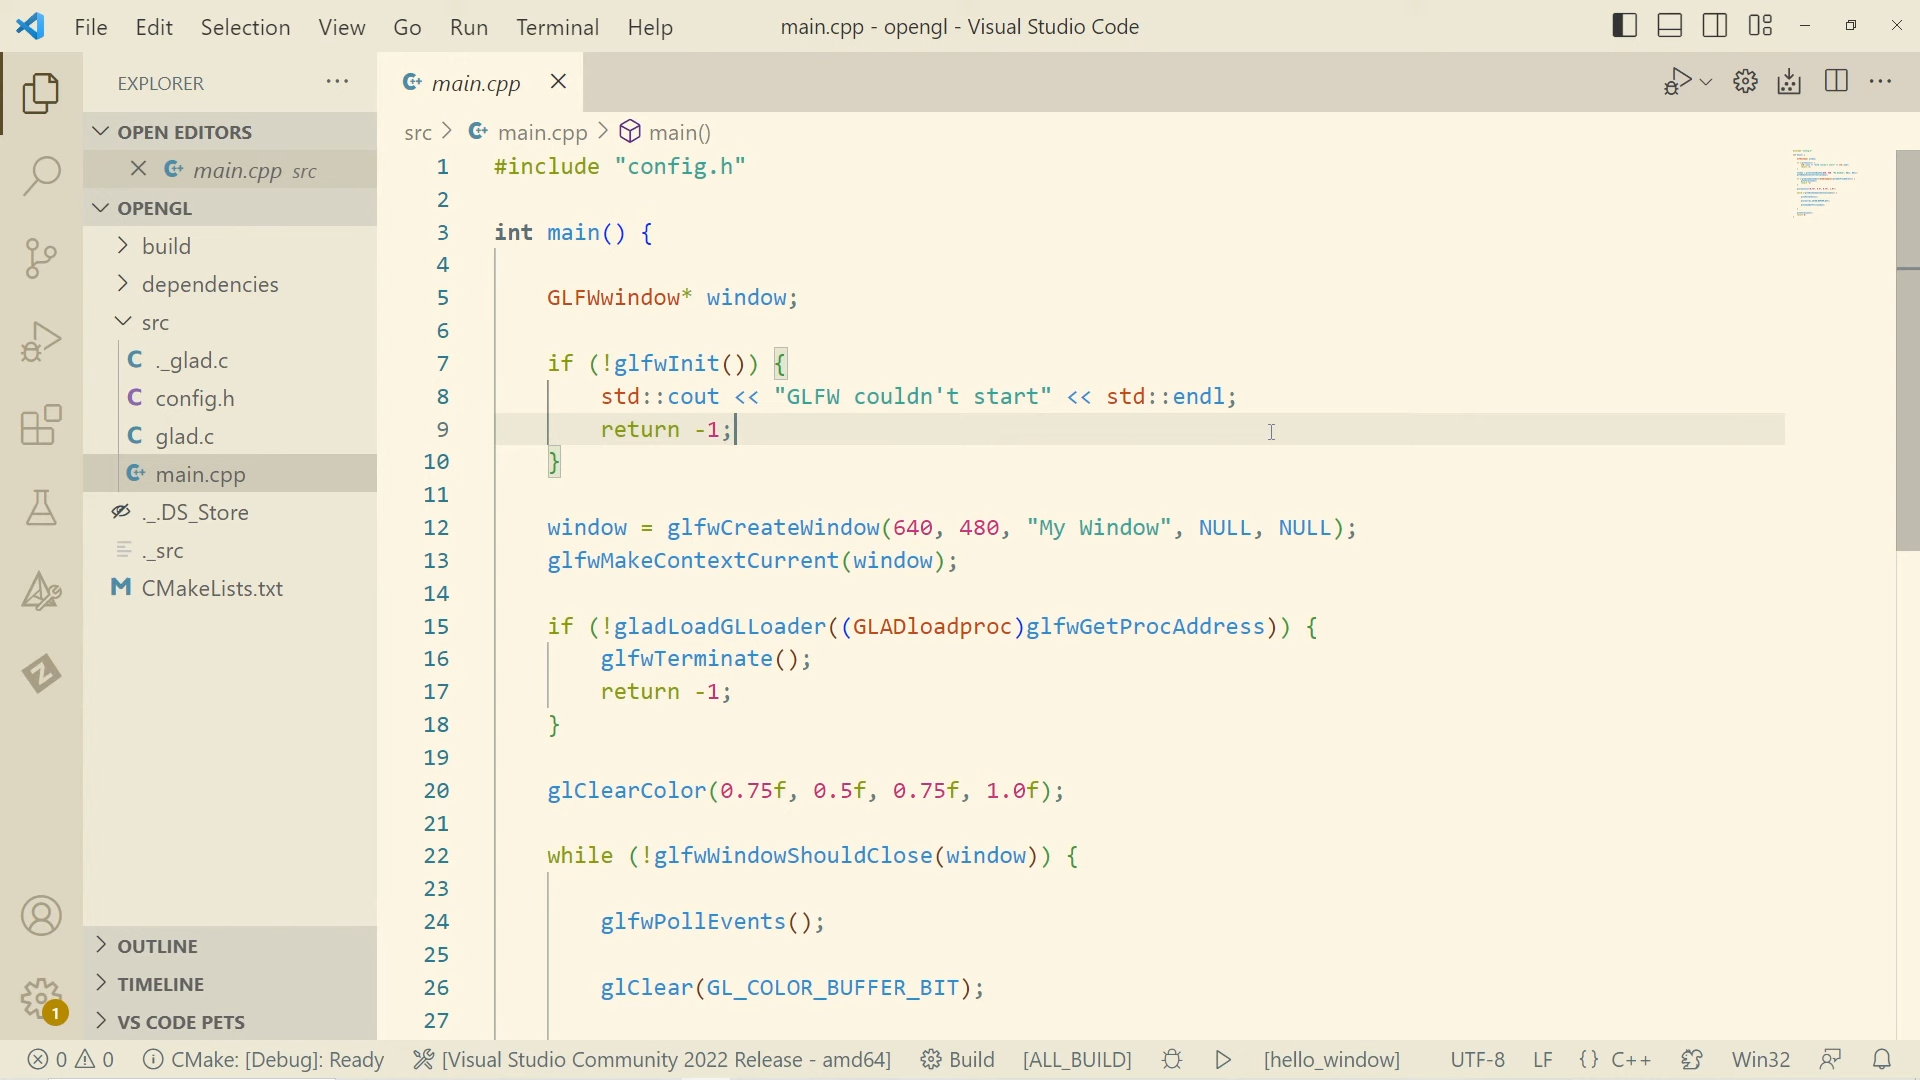 File Edit Selection View Go Run Terminal Help
main.cpp - opengl - Visual Studio Code
EXPLORER
OPEN EDITORS
main.cpp src
OPENGL
build
dependencies
src
._glad.c
config.h
glad.c
main.cpp
._.DS_Store
._src
CMakeLists.txt
OUTLINE
TIMELINE
VS CODE PETS
1
main.cpp
src > main.cpp > main()
1 #include "config.h"
2
3 int main() {
4
5 GLFWwindow* window;
6
7 if (!glfwInit()) {
8 std::cout << "GLFW couldn't start" << std::endl;
9 return -1;
10 }
11
12 window = glfwCreateWindow(640, 480, "My Window", NULL, NULL);
13 glfwMakeContextCurrent(window);
14
15 if (!gladLoadGLLoader((GLADloadproc)glfwGetProcAddress)) {
16 glfwTerminate();
17 return -1;
18 }
19
20 glClearColor(0.75f, 0.5f, 0.75f, 1.0f);
21
22 while (!glfwWindowShouldClose(window)) {
23
24 glfwPollEvents();
25
26 glClear(GL_COLOR_BUFFER_BIT);
27
0 0 CMake: [Debug]: Ready [Visual Studio Community 2022 Release - amd64] Build [ALL_BUILD] [hello_window] UTF-8 LF {} C++ Win32